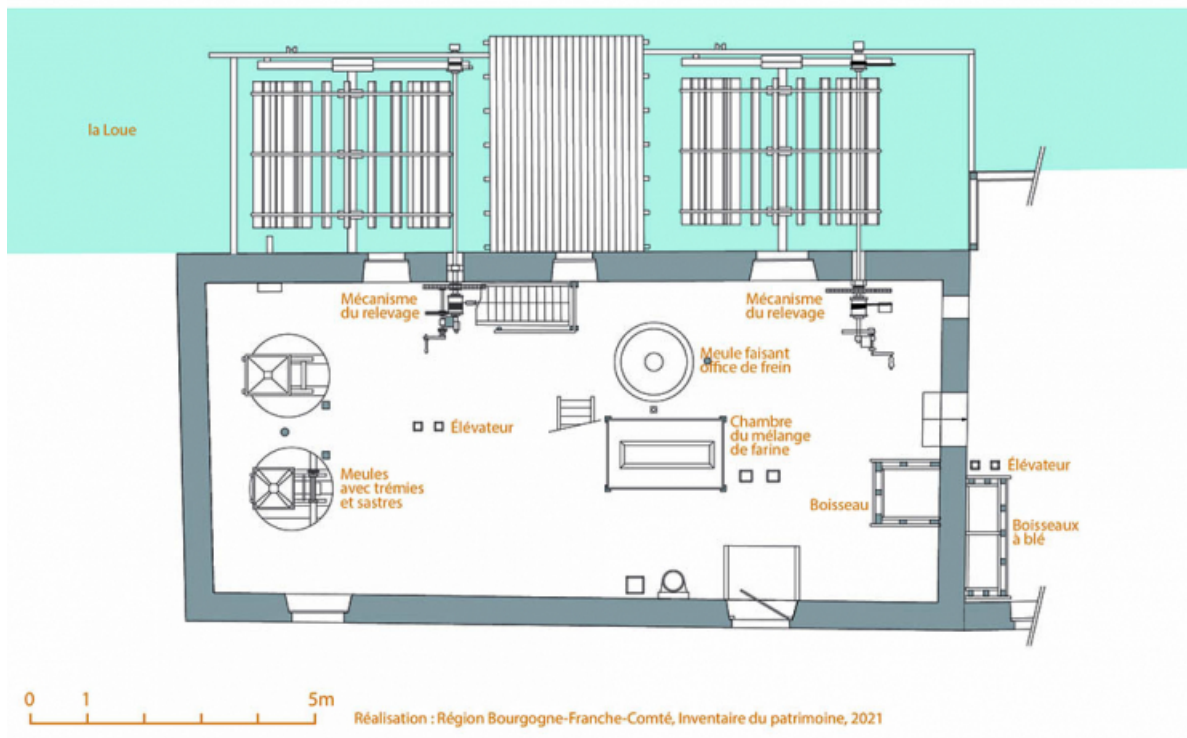 la Loue
Mécanisme
du relevage
Mécanisme
du relevage
Meule faisant
office de frein
Élévateur
Chambre
du mélange
de farine
Meules
avec trémies
et sastres
Boisseau
Élévateur
Boisseaux
à blé
0 1 5m
Réalisation : Région Bourgogne-Franche-Comté, Inventaire du patrimoine, 2021